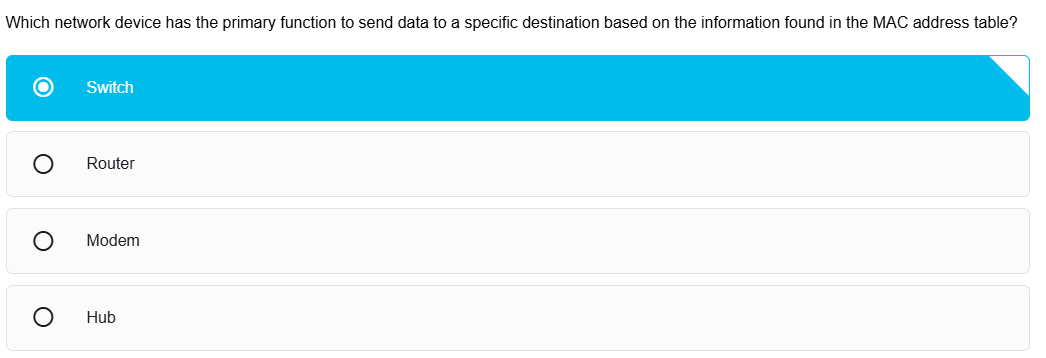 Which network device has the primary function to send data to a specific destination based on the information found in the MAC address table?
Switch
Router
Modem
Hub